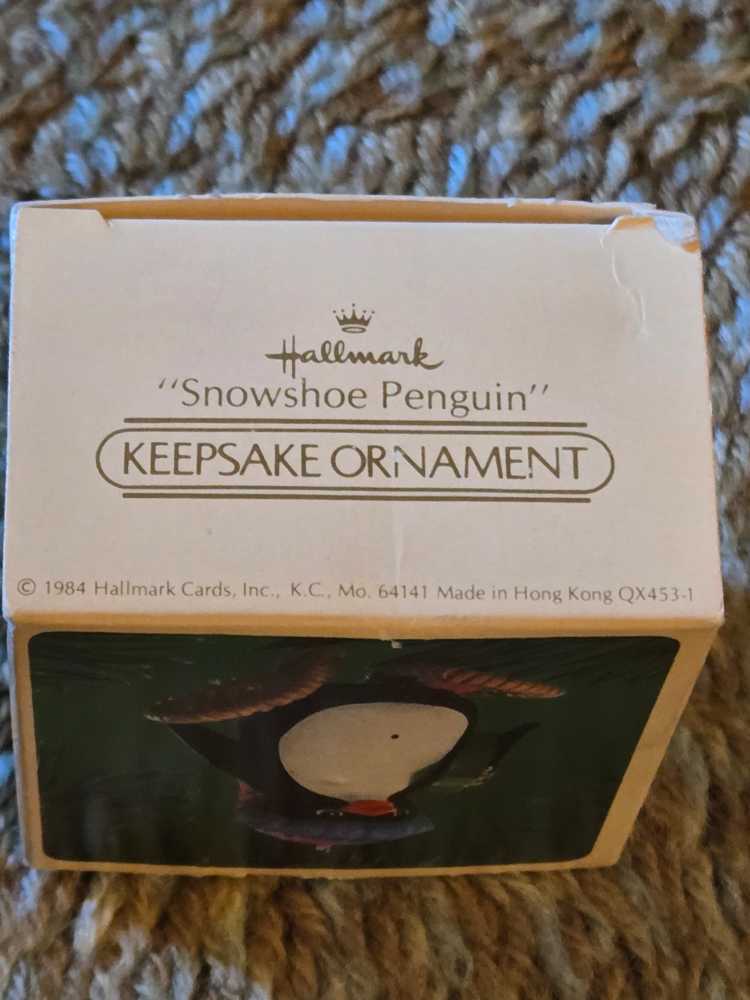 Hallmark
"Snowshoe Penguin"
KEEPSAKE ORNAMENT
© 1984 Hallmark Cards, Inc., K.C., Mo. 64141 Made in Hong Kong QX453-1